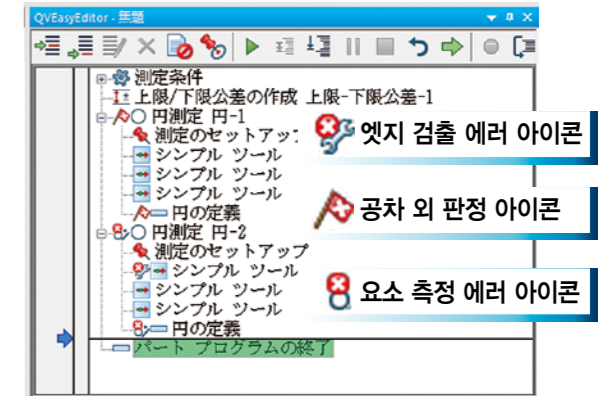 QVEasyEditor - 無題
測定条件
上限/下限公差の作成 上限-下限公差-1
円測定 円-1
測定のセットアップ
シンプル ツール
シンプル ツール
シンプル ツール
円の定義
円測定 円-2
測定のセットアップ
シンプル ツール
シンプル ツール
シンプル ツール
円の定義
パート プログラムの終了
엣지 검출 에러 아이콘
공차 외 판정 아이콘
요소 측정 에러 아이콘